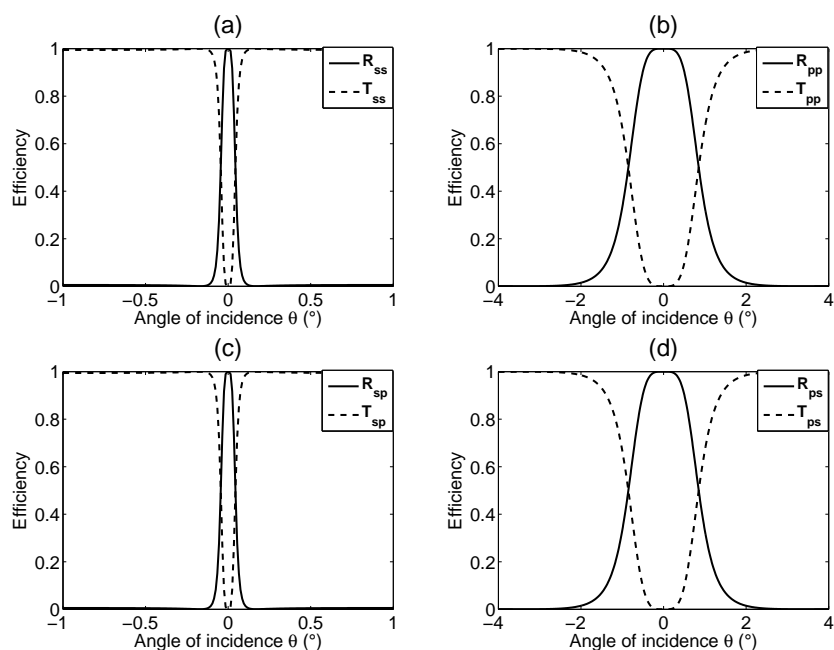 (a)
1
0.8
0.6
0.4
0.2
0
Efficiency
−1
−0.5
0
0.5
1
Angle of incidence θ (°)
R_ss
T_ss
(b)
1
0.8
0.6
0.4
0.2
0
Efficiency
−4
−2
0
2
4
Angle of incidence θ (°)
R_pp
T_pp
(c)
1
0.8
0.6
0.4
0.2
0
Efficiency
−1
−0.5
0
0.5
1
Angle of incidence θ (°)
R_sp
T_sp
(d)
1
0.8
0.6
0.4
0.2
0
Efficiency
−4
−2
0
2
4
Angle of incidence θ (°)
R_ps
T_ps